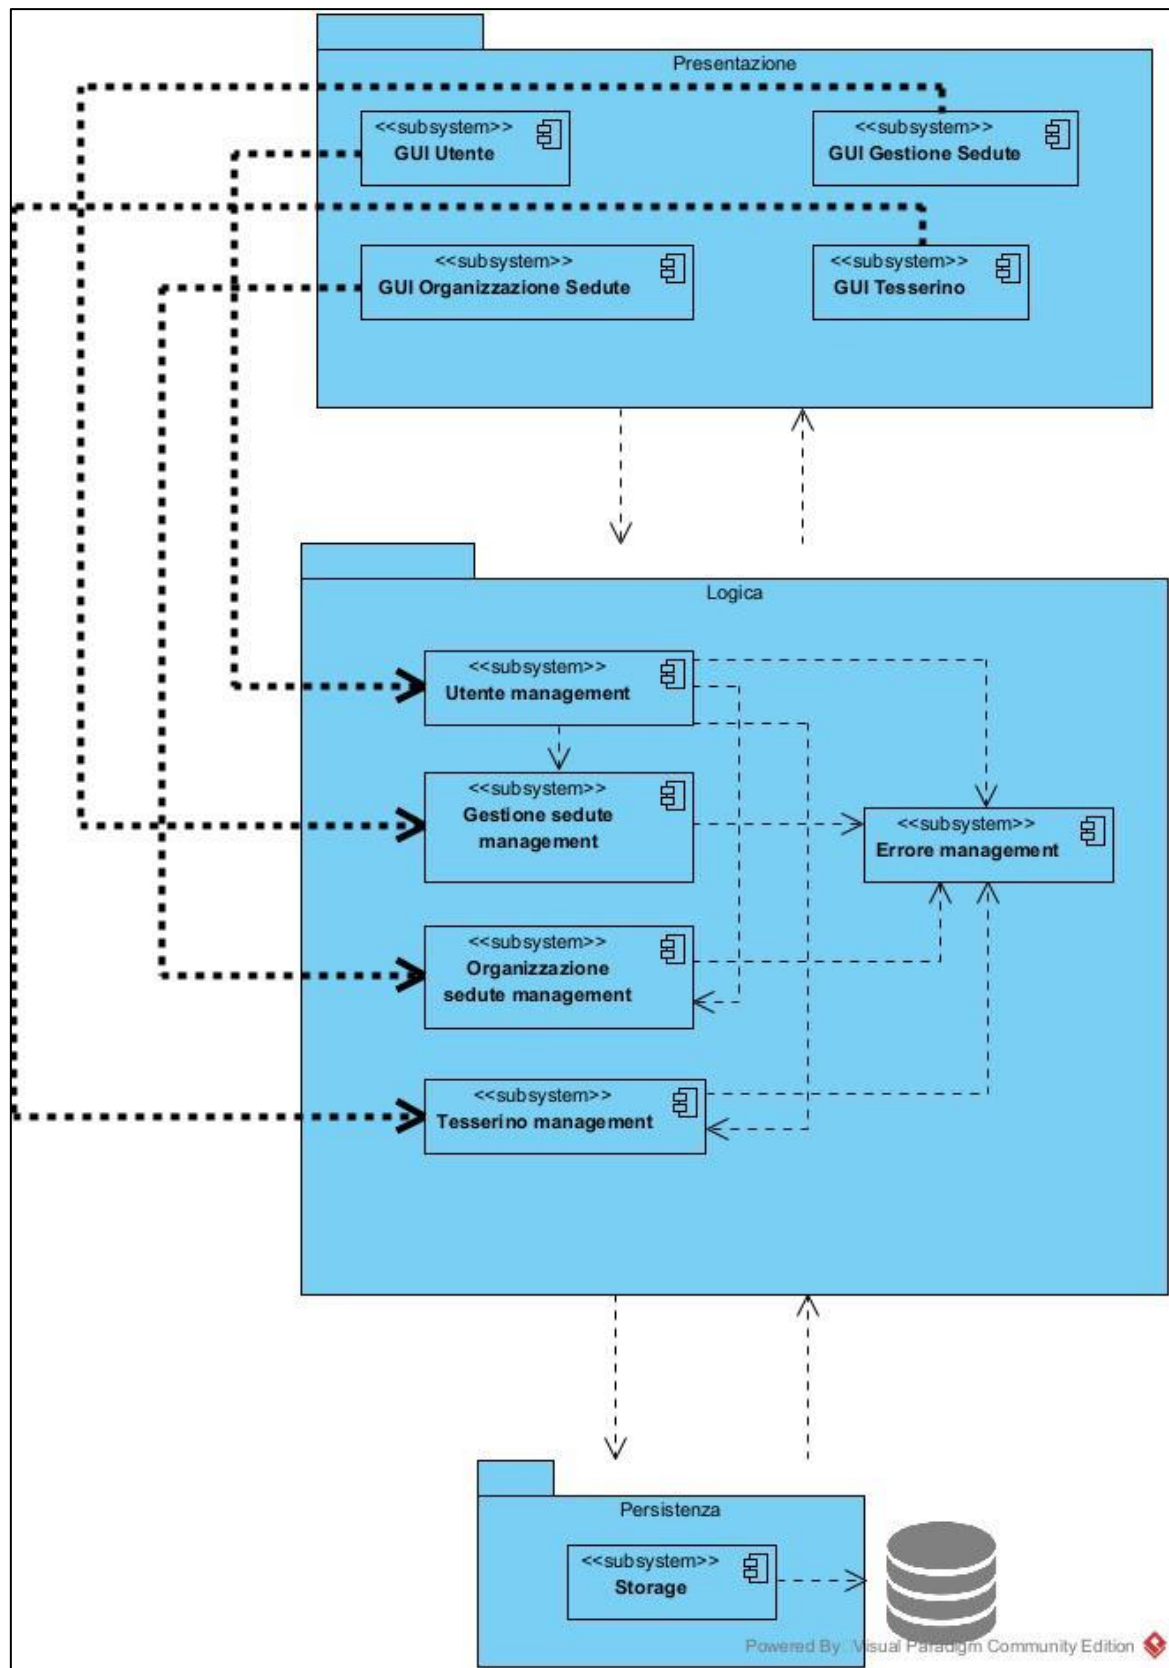 Presentazione
<<subsystem>>
GUI Utente
<<subsystem>>
GUI Gestione Sedute
<<subsystem>>
GUI Organizzazione Sedute
<<subsystem>>
GUI Tesserino
Logica
<<subsystem>>
Utente management
<<subsystem>>
Gestione sedute
management
<<subsystem>>
Errore management
<<subsystem>>
Organizzazione
sedute management
<<subsystem>>
Tesserino management
Persistenza
<<subsystem>>
Storage
Powered By Visual Paradigm Community Edition